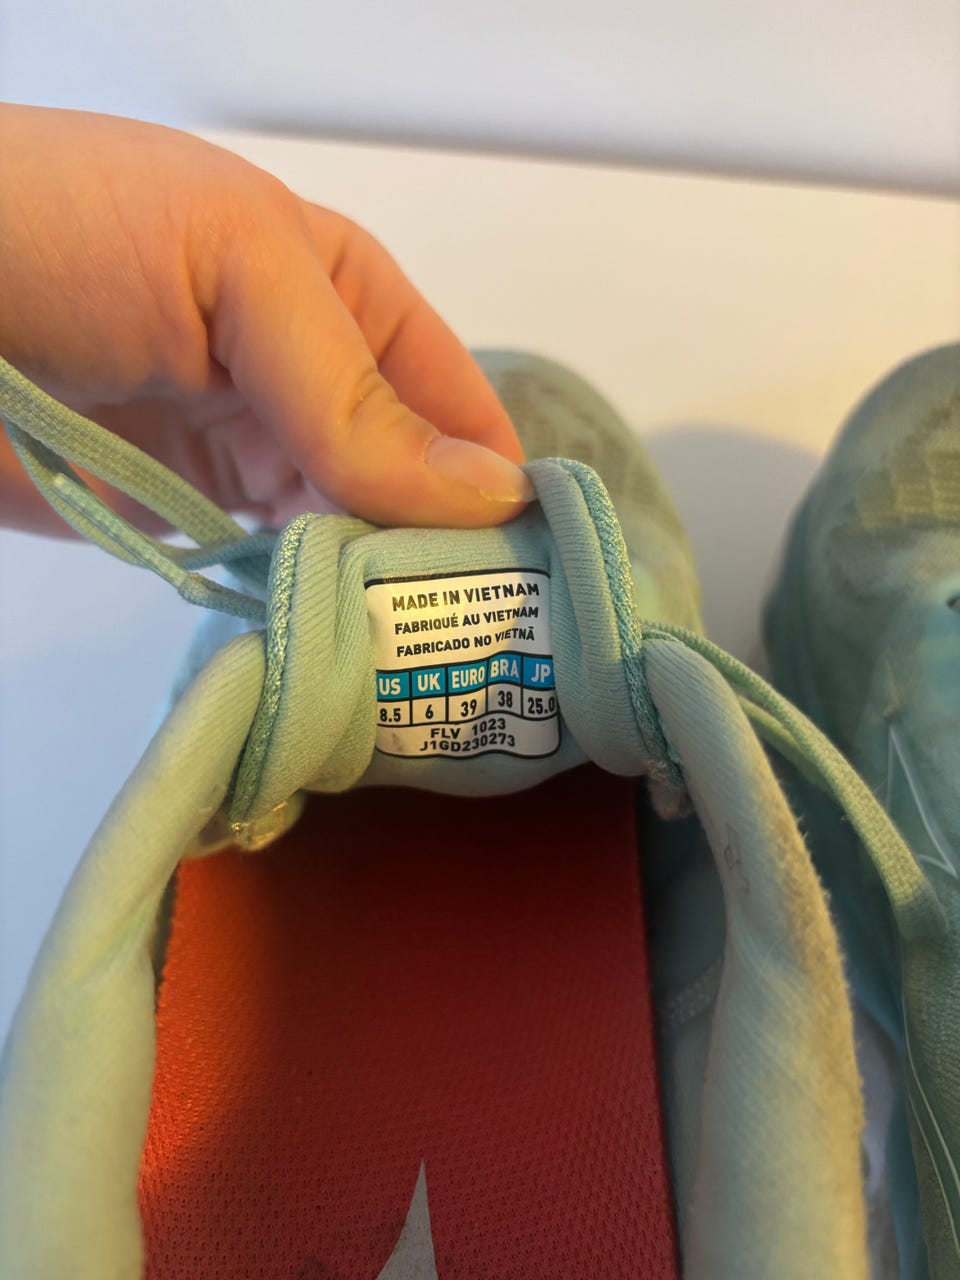 MADE IN VIETNAM
FABRIQUÉ AU VIETNAM
FABRICADO NO VIETNÃ
US UK EURO BRA JP
8.5 6 39 38 25.0
FLV 1023
J1GD230273